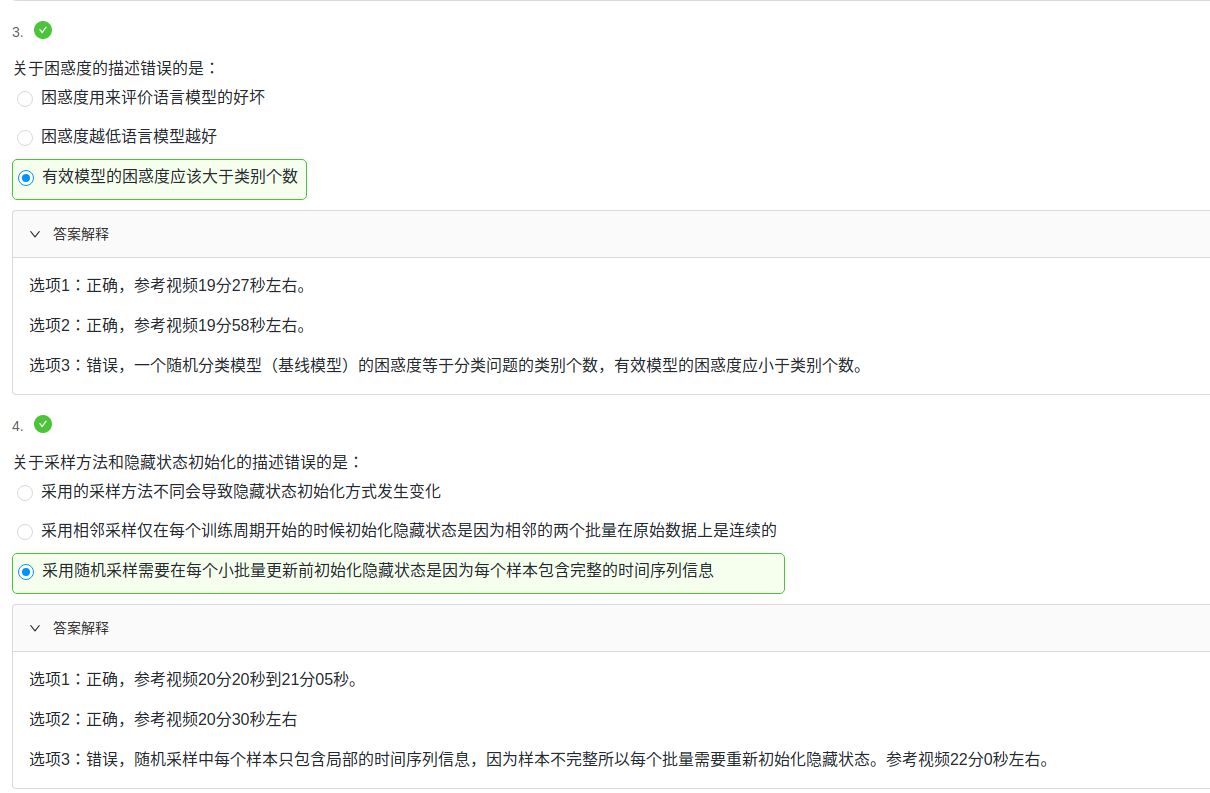 3.
关于困惑度的描述错误的是：
困惑度用来评价语言模型的好坏
困惑度越低语言模型越好
有效模型的困惑度应该大于类别个数
答案解释
选项1：正确，参考视频19分27秒左右。
选项2：正确，参考视频19分58秒左右。
选项3：错误，一个随机分类模型（基线模型）的困惑度等于分类问题的类别个数，有效模型的困惑度应小于类别个数。
4.
关于采样方法和隐藏状态初始化的描述错误的是：
采用的采样方法不同会导致隐藏状态初始化方式发生变化
采用相邻采样仅在每个训练周期开始的时候初始化隐藏状态是因为相邻的两个批量在原始数据上是连续的
采用随机采样需要在每个小批量更新前初始化隐藏状态是因为每个样本包含完整的时间序列信息
答案解释
选项1：正确，参考视频20分20秒到21分05秒。
选项2：正确，参考视频20分30秒左右
选项3：错误，随机采样中每个样本只包含局部的时间序列信息，因为样本不完整所以每个批量需要重新初始化隐藏状态。参考视频22分0秒左右。